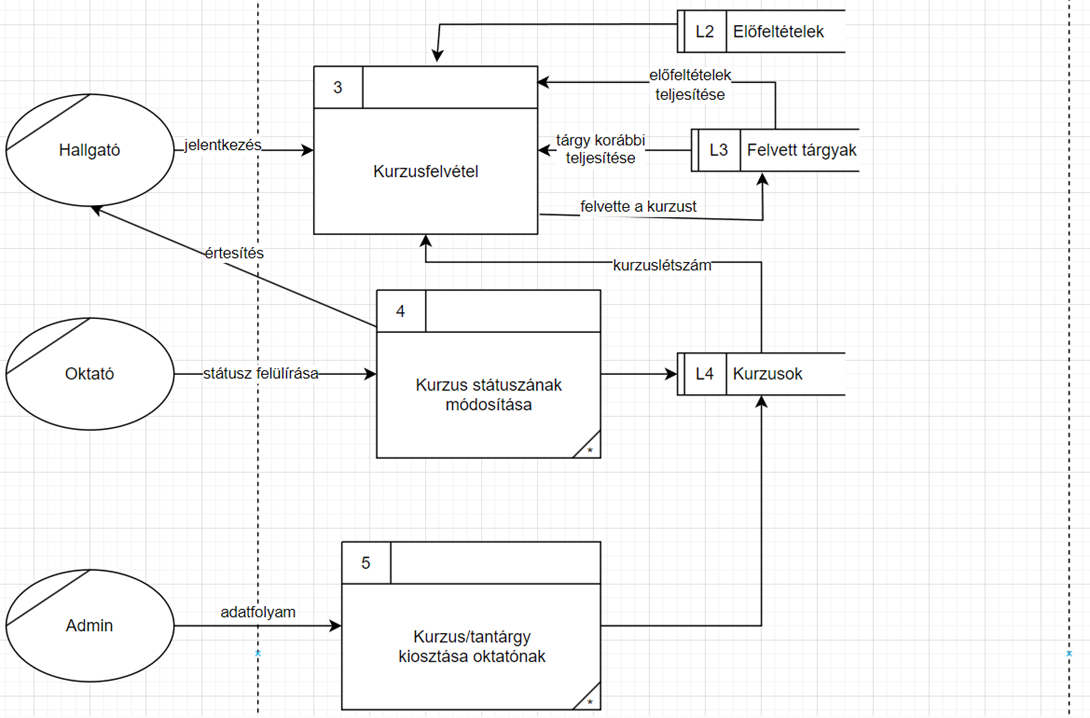 L2 Előfeltételek
3
előfeltételek
teljesítése
Hallgató
jelentkezés
Kurzusfelvétel
tárgy korábbi
teljesítése
L3 Felvett tárgyak
felvette a kurzust
értesítés
kurzuslétszám
4
Oktató
státusz felülírása
Kurzus státuszának
módosítása
*
L4 Kurzusok
5
Admin
adatfolyam
Kurzus/tantárgy
kiosztása oktatónak
*